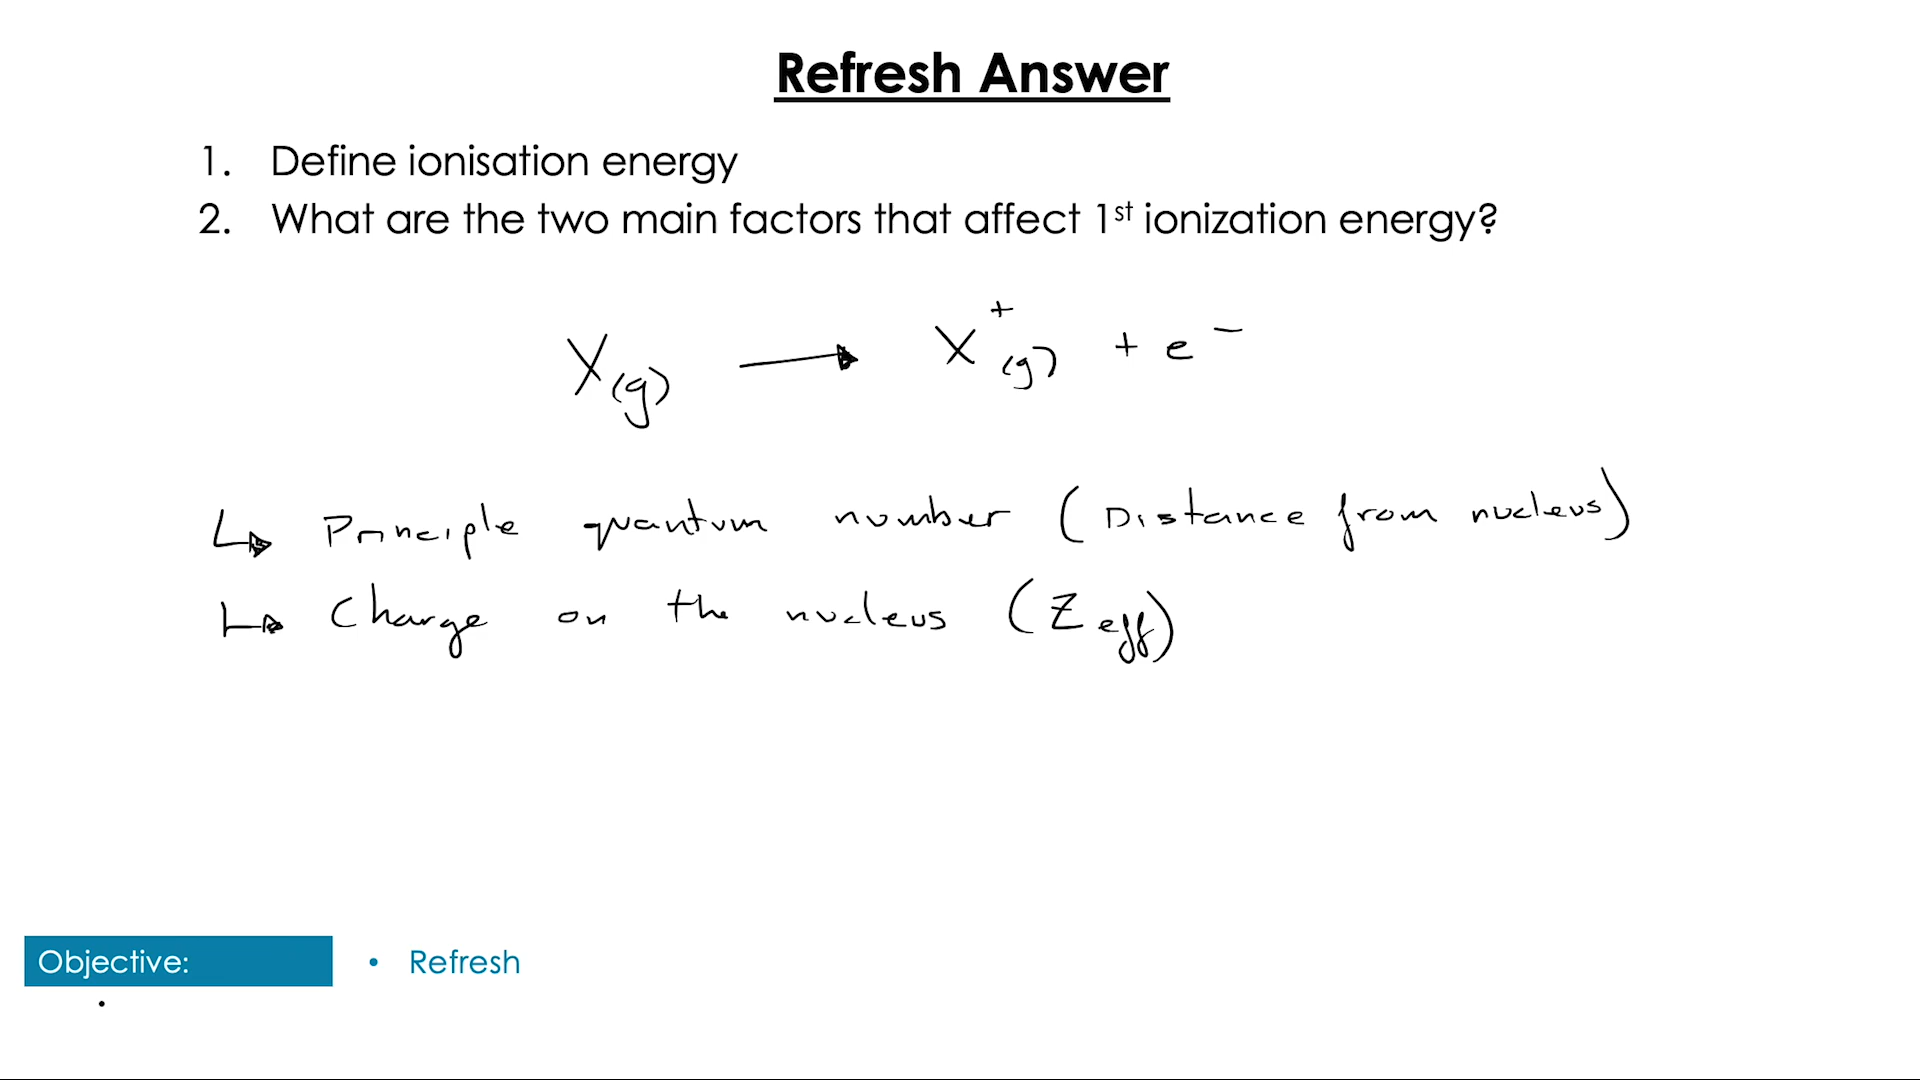 Refresh Answer
1. Define ionisation energy
2. What are the two main factors that affect 1st ionization energy?
X(g) → X+(g) + e−
↳ Principle quantum number (Distance from nucleus)
↳ Charge on the nucleus (Zeff)
Objective:
• Refresh